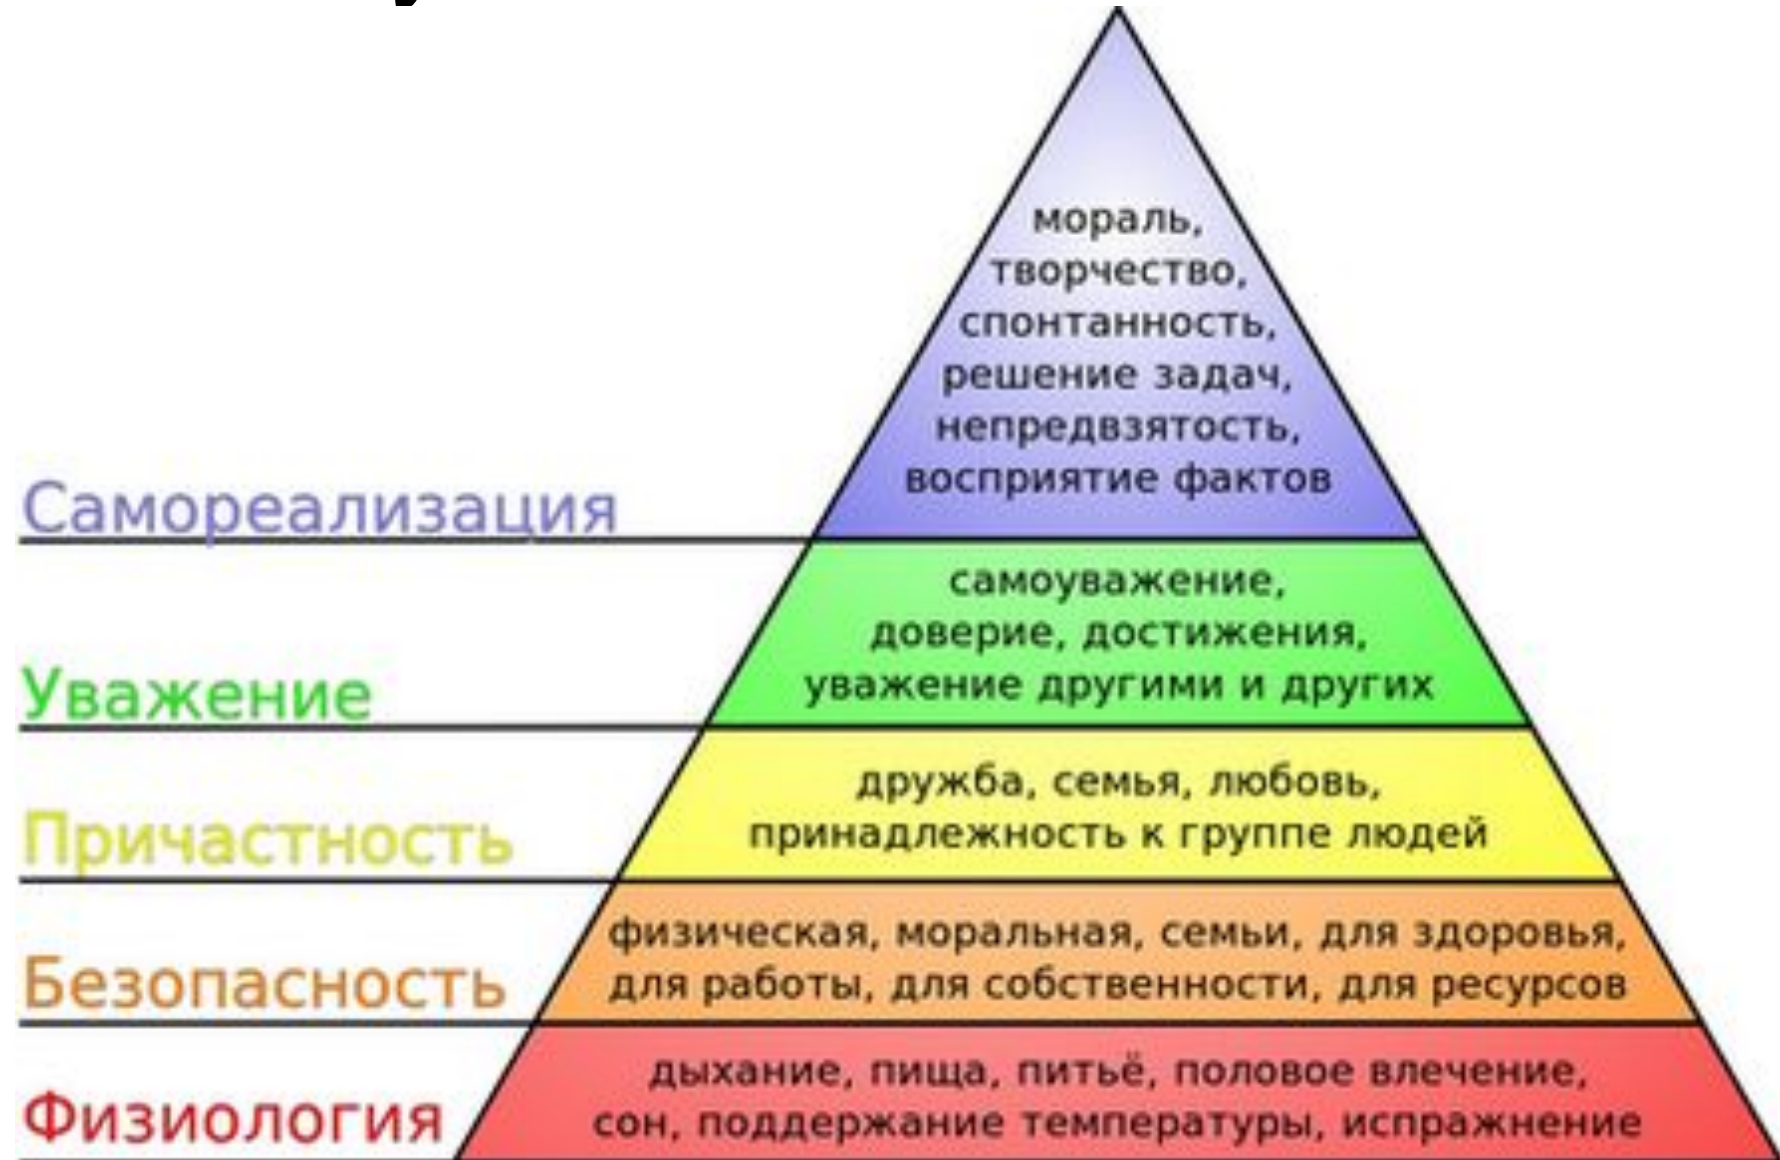 мораль,
творчество,
спонтанность,
решение задач,
непредвзятость,
восприятие фактов
Самореализация
самоуважение,
доверие, достижения,
уважение другими и других
Уважение
дружба, семья, любовь,
принадлежность к группе людей
Причастность
физическая, моральная, семьи, для здоровья,
для работы, для собственности, для ресурсов
Безопасность
дыхание, пища, питьё, половое влечение,
сон, поддержание температуры, испражнение
Физиология